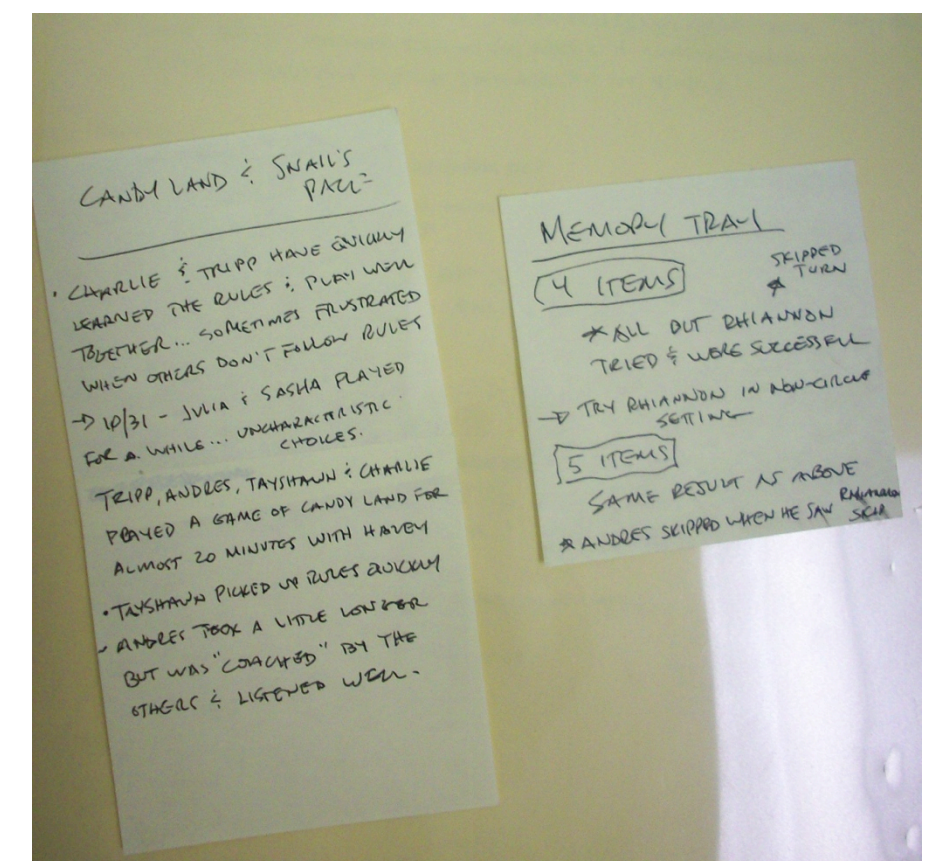 CANDY LAND & SNAIL'S
PACE
• CHARLIE & TRIPP HAVE QUICKLY
LEARNED THE RULES & PLAY WELL
TOGETHER... SOMETIMES FRUSTRATED
WHEN OTHERS DON'T FOLLOW RULES
→ 10/31 - JULIA & SASHA PLAYED
FOR A WHILE... UNCHARACTERISTIC
CHOICES.
TRIPP, ANDRES, TAYSHAWN & CHARLIE
PLAYED A GAME OF CANDY LAND FOR
ALMOST 20 MINUTES WITH
• TAYSHAWN PICKED UP RULES QUICKLY
- ANDRES TOOK A LITTLE LONGER
BUT WAS "COACHED" BY THE
OTHERS & LISTENED WELL.
MEMORY TRAY
4 ITEMS
SKIPPED
TURN
* ALL BUT RHIANNON
TRIED & WERE SUCCESSFUL
→ TRY RHIANNON IN NON-CIRCLE
SETTING
5 ITEMS
SAME RESULT AS ABOVE
* ANDRES SKIPPED WHEN HE SAW RHIANNON
SKIP